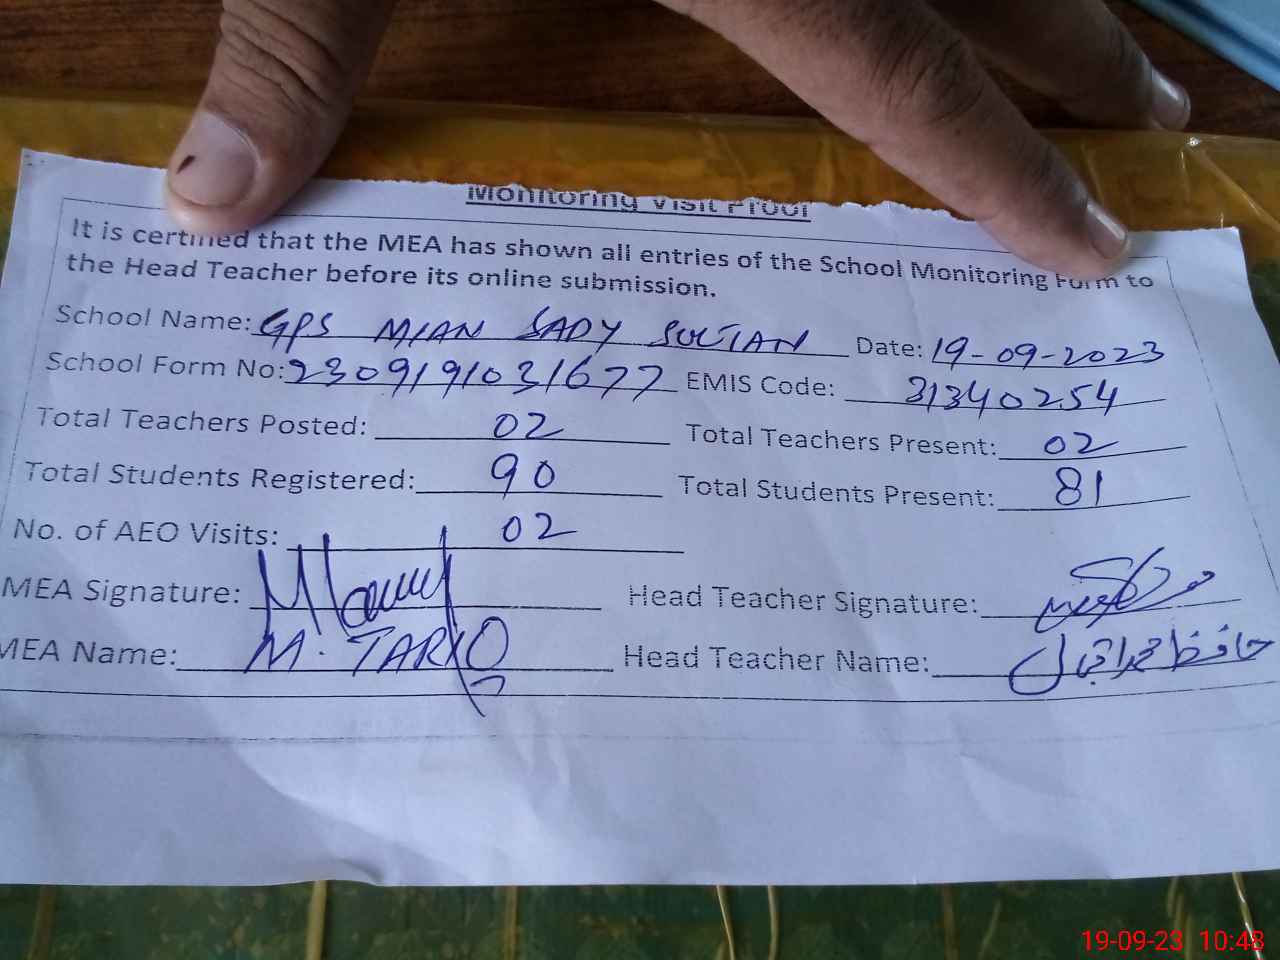 Monitoring Visit Proof
It is certified that the MEA has shown all entries of the School Monitoring Form to
the Head Teacher before its online submission.
School Name: GPS MIAN SADY SULTAN Date: 19-09-2023
School Form No: 230919031677 EMIS Code: 31340254
Total Teachers Posted: 02 Total Teachers Present: 02
Total Students Registered: 90 Total Students Present: 81
No. of AEO Visits: 02
MEA Signature: Head Teacher Signature:
MEA Name: M. TARIQ Head Teacher Name: حافظ محمد اقبال
19-09-23 10:48